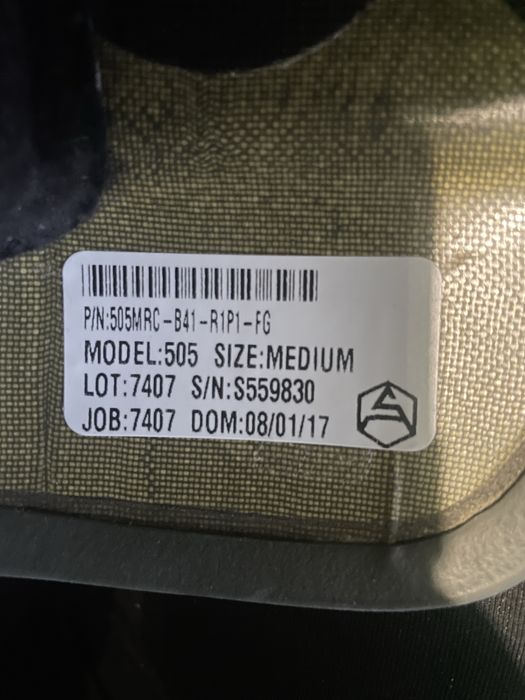 P/N:505MRC-B41-R1P1-FG
MODEL:505 SIZE:MEDIUM
LOT:7407 S/N:S559830
JOB:7407 DOM:08/01/17